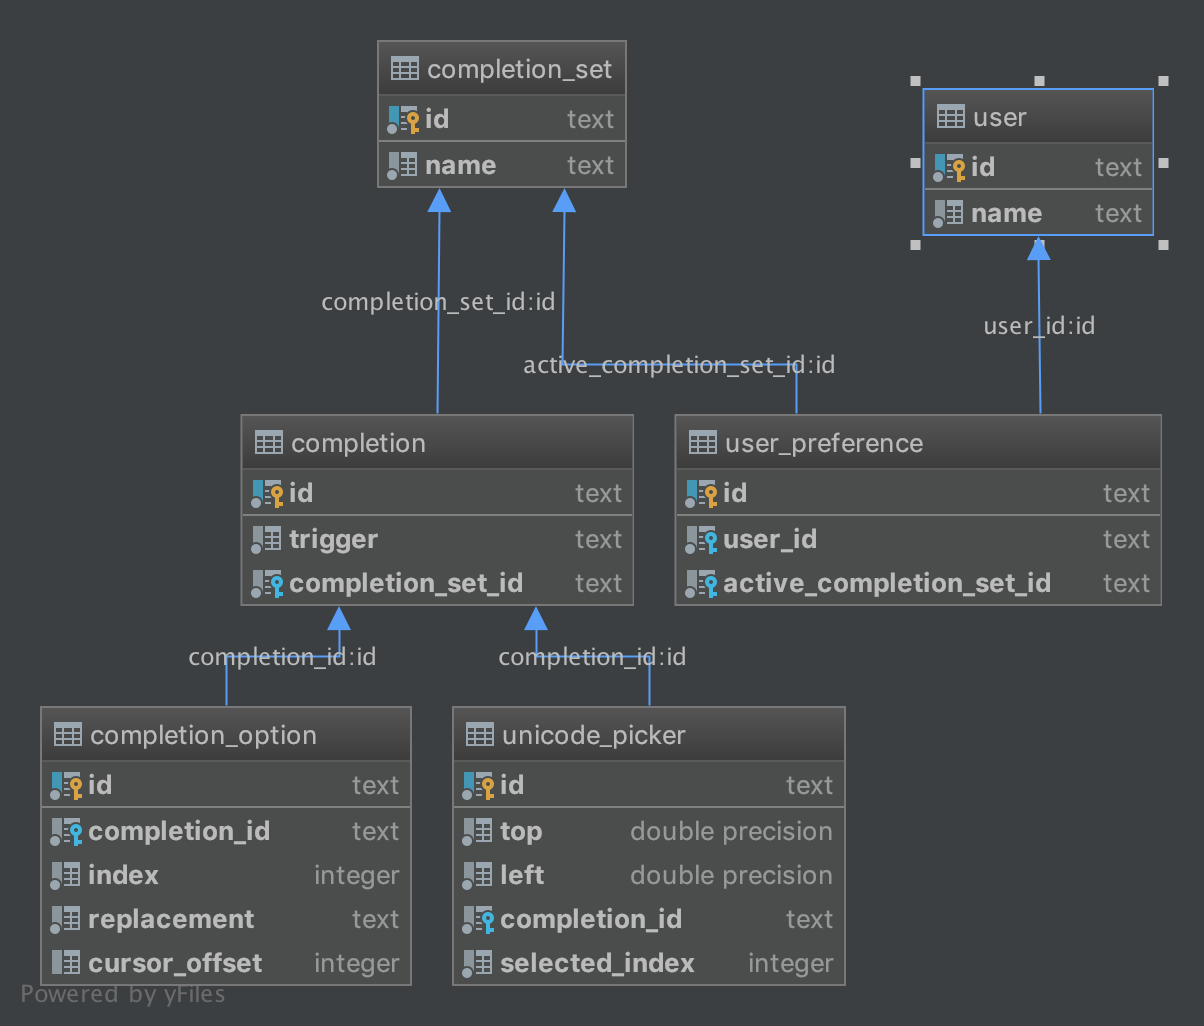 completion_set
id text
name text
user
id text
name text
completion_set_id:id
user_id:id
active_completion_set_id:id
completion
id text
trigger text
completion_set_id text
user_preference
id text
user_id text
active_completion_set_id text
completion_id:id
completion_id:id
completion_option
id text
completion_id text
index integer
replacement text
cursor_offset integer
unicode_picker
id text
top double precision
left double precision
completion_id text
selected_index integer
Powered by yFiles